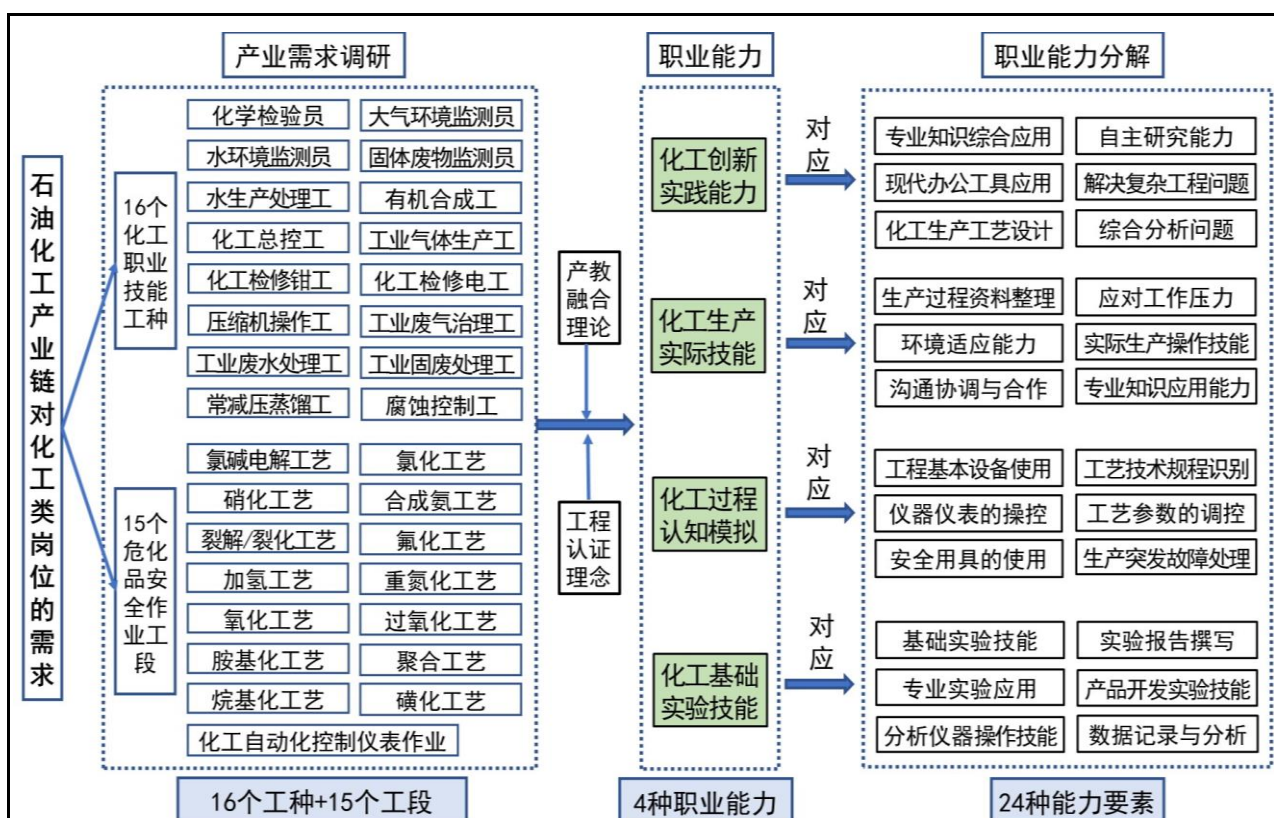 产业需求调研
职业能力
职业能力分解
石油化工产业链对化工类岗位的需求
16个
化工
职业
技能
工种
化学检验员
大气环境监测员
水环境监测员
固体废物监测员
水生产处理工
有机合成工
化工总控工
工业气体生产工
化工检修钳工
化工检修电工
压缩机操作工
工业废气治理工
工业废水处理工
工业固废处理工
常减压蒸馏工
腐蚀控制工
15个
危化
品安
全作
业工
段
氯碱电解工艺
氯化工艺
硝化工艺
合成氨工艺
裂解/裂化工艺
氟化工艺
加氢工艺
重氮化工艺
氧化工艺
过氧化工艺
胺基化工艺
聚合工艺
烷基化工艺
磺化工艺
化工自动化控制仪表作业
16个工种+15个工段
产教
融合
理论
工程
认证
理念
化工创新
实践能力
化工生产
实际技能
化工过程
认知模拟
化工基础
实验技能
4种职业能力
对应
专业知识综合应用
自主研究能力
现代办公工具应用
解决复杂工程问题
化工生产工艺设计
综合分析问题
对应
生产过程资料整理
应对工作压力
环境适应能力
实际生产操作技能
沟通协调与合作
专业知识应用能力
对应
工程基本设备使用
工艺技术规程识别
仪器仪表的操控
工艺参数的调控
安全用具的使用
生产突发故障处理
对应
基础实验技能
实验报告撰写
专业实验应用
产品开发实验技能
分析仪器操作技能
数据记录与分析
24种能力要素